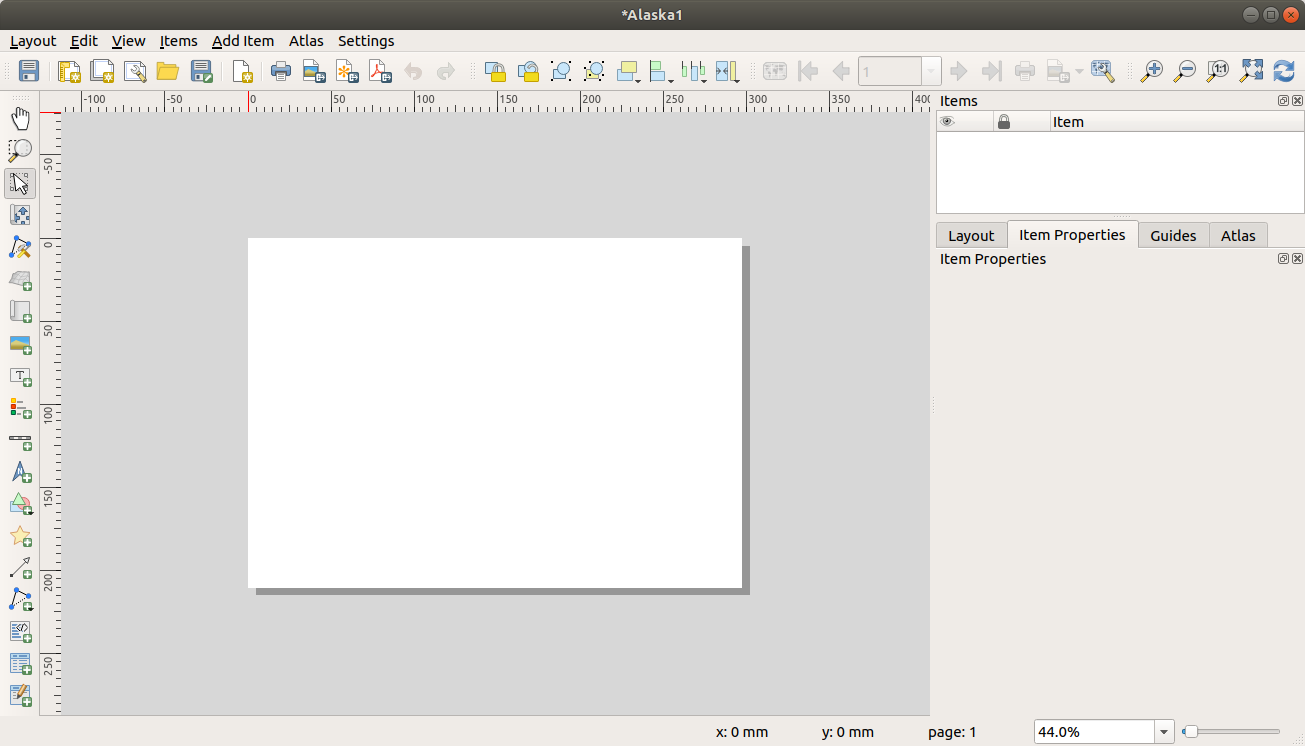 *Alaska1
Layout Edit View Items Add Item Atlas Settings
1
1:1
-100 -50 0 50 100 150 200 250 300 350 400
-50
0
50
100
150
200
250
T
Items
Item
Layout Item Properties Guides Atlas
Item Properties
x: 0 mm y: 0 mm page: 1 44.0%